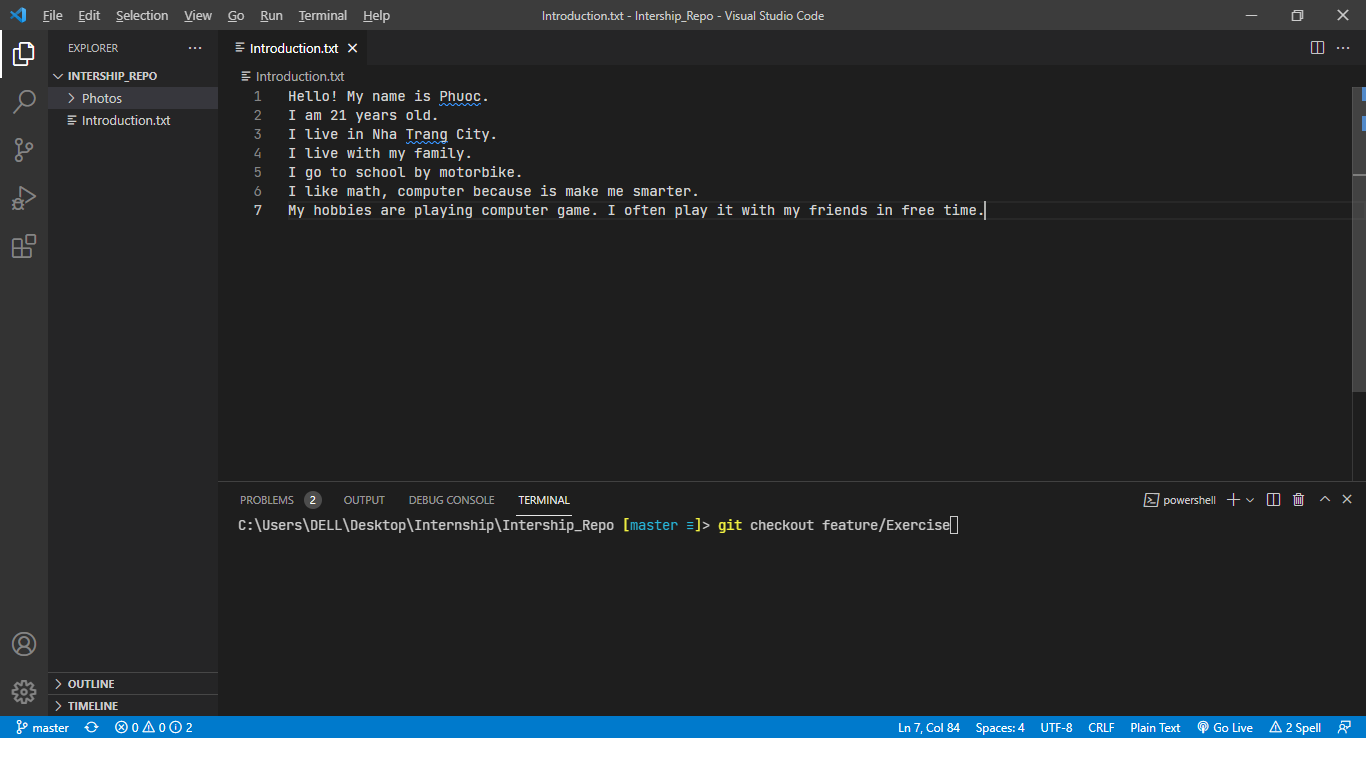 File Edit Selection View Go Run Terminal Help
Introduction.txt - Intership_Repo - Visual Studio Code
EXPLORER
INTERSHIP_REPO
Photos
Introduction.txt
OUTLINE
TIMELINE
Introduction.txt
Introduction.txt
1 Hello! My name is Phuoc.
2 I am 21 years old.
3 I live in Nha Trang City.
4 I live with my family.
5 I go to school by motorbike.
6 I like math, computer because is make me smarter.
7 My hobbies are playing computer game. I often play it with my friends in free time.
PROBLEMS 2 OUTPUT DEBUG CONSOLE TERMINAL powershell
C:\Users\DELL\Desktop\Internship\Intership_Repo [master ≡]> git checkout feature/Exercise
master 0 0 2 Ln 7, Col 84 Spaces: 4 UTF-8 CRLF Plain Text Go Live 2 Spell